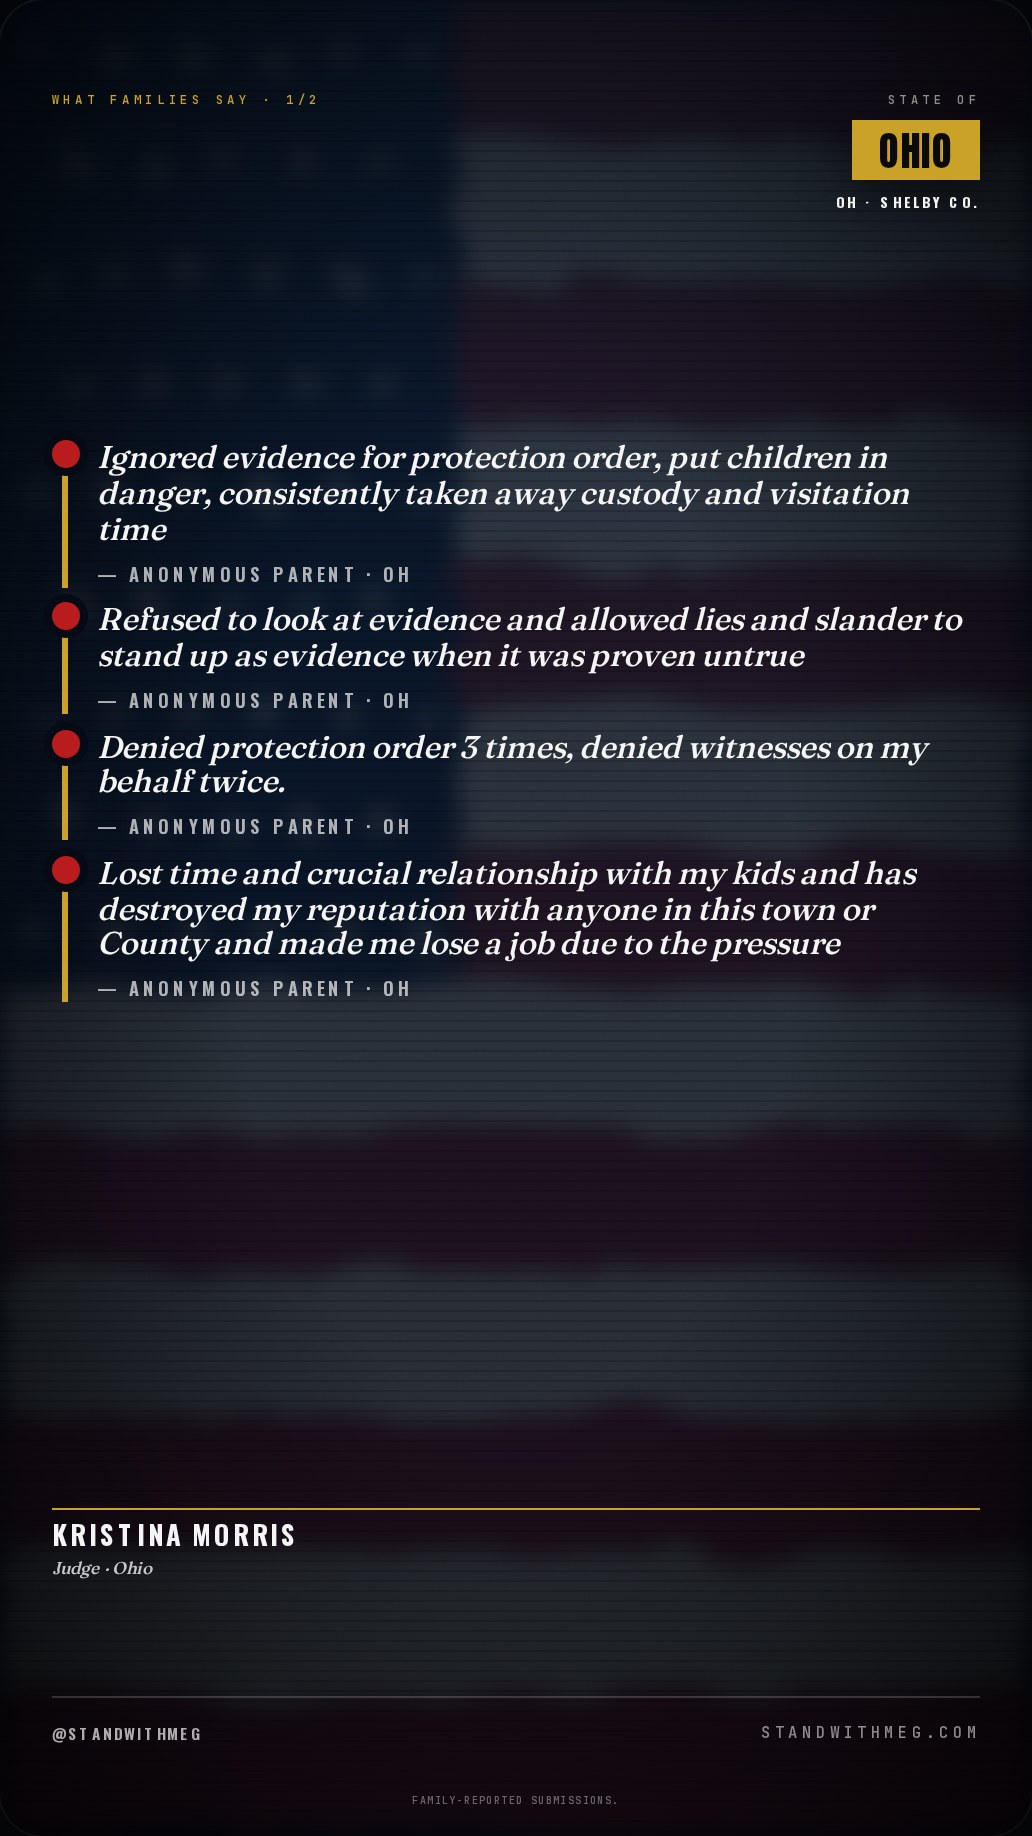 WHAT FAMILIES SAY · 1/2
STATE OF
OHIO
OH · SHELBY CO.
Ignored evidence for protection order, put children in
danger, consistently taken away custody and visitation
time
— ANONYMOUS PARENT · OH
Refused to look at evidence and allowed lies and slander to
stand up as evidence when it was proven untrue
— ANONYMOUS PARENT · OH
Denied protection order 3 times, denied witnesses on my
behalf twice.
— ANONYMOUS PARENT · OH
Lost time and crucial relationship with my kids and has
destroyed my reputation with anyone in this town or
County and made me lose a job due to the pressure
— ANONYMOUS PARENT · OH
KRISTINA MORRIS
Judge · Ohio
@STANDWITHMEG
STANDWITHMEG.COM
FAMILY-REPORTED SUBMISSIONS.